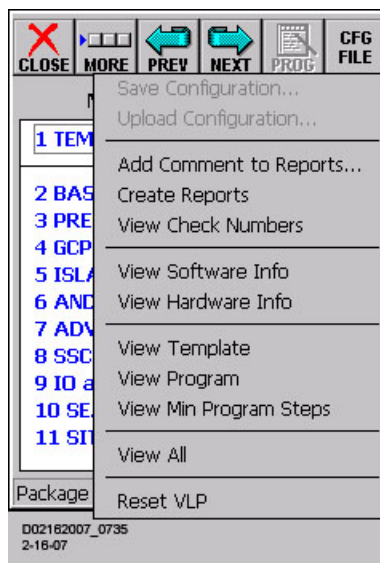 CLOSE MORE PREV NEXT PROG CFG FILE
Save Configuration...
Upload Configuration...
1 TEM
Add Comment to Reports...
2 BAS Create Reports
3 PRE View Check Numbers
4 GCP
5 ISLA View Software Info
6 AND View Hardware Info
7 ADV View Template
8 SSC
9 IO a View Program
10 SE. View Min Program Steps
11 SIT
View All
Package
Reset VLP
D02162007_0735
2-16-07